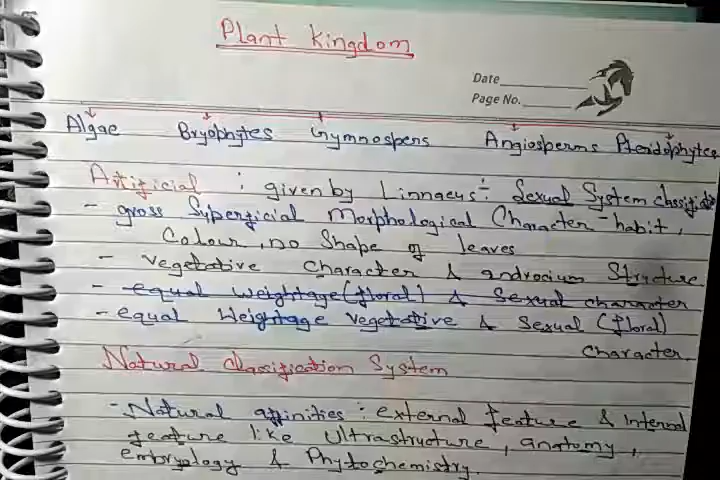 Plant Kingdom
Date
Page No.
Algae Bryophytes Gymnosperms Angiosperms Pteridophytes
Artificial : given by Linnaeus :- Sexual System classific
- gross Superficial Morphological Character - habit,
Colour, no Shape of leaves
- vegetative character & androcium Structure
- equal weightage (floral) & Sexual character
- equal Weightage vegetative & Sexual (floral)
character.
Natural classification System
- Natural affinities : external feature & internal
feature like Ultrastructure, anatomy,
embryology & Phytochemistry.